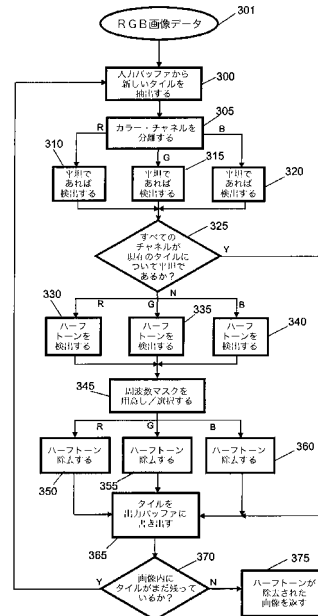 RGB画像データ
301
入力バッファから
新しいタイルを
抽出する
300
カラー・チャネルを
分離する
305
R
G
B
310
315
320
平坦で
あれば
検出する
平坦で
あれば
検出する
平坦で
あれば
検出する
325
すべての
チャネルが
現在のタイルに
ついて平坦で
あるか?
Y
N
330
R
G
335
B
340
ハーフ
トーンを
検出する
ハーフ
トーンを
検出する
ハーフ
トーンを
検出する
345
周波数マスクを
用意し/選択する
R
G
B
360
ハーフトーン
除去する
ハーフトーン
除去する
ハーフトーン
除去する
350
355
タイルを
出力バッファに
書き出す
365
370
375
画像内に
タイルがまだ残って
いるか?
Y
N
ハーフトーンが
除去された
画像を返す